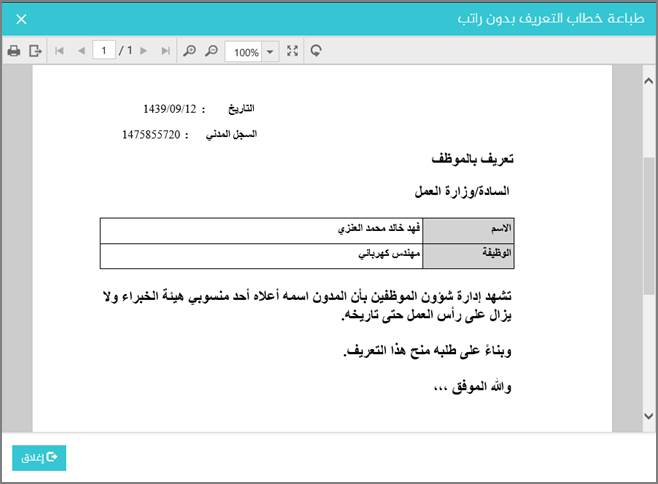 طباعة خطاب التعريف بدون راتب
1 / 1
100%
التاريخ : 1439/09/12
السجل المدني : 1475855720
تعريف بالموظف
السادة/وزارة العمل
الاسم فهد خالد محمد العنزي
الوظيفة مهندس كهربائي
تشهد إدارة شؤون الموظفين بأن المدون اسمه أعلاه أحد منسوبي هيئة الخبراء ولا
يزال على رأس العمل حتى تاريخه.
وبناءً على طلبه منح هذا التعريف.
والله الموفق ,,,
إغلاق